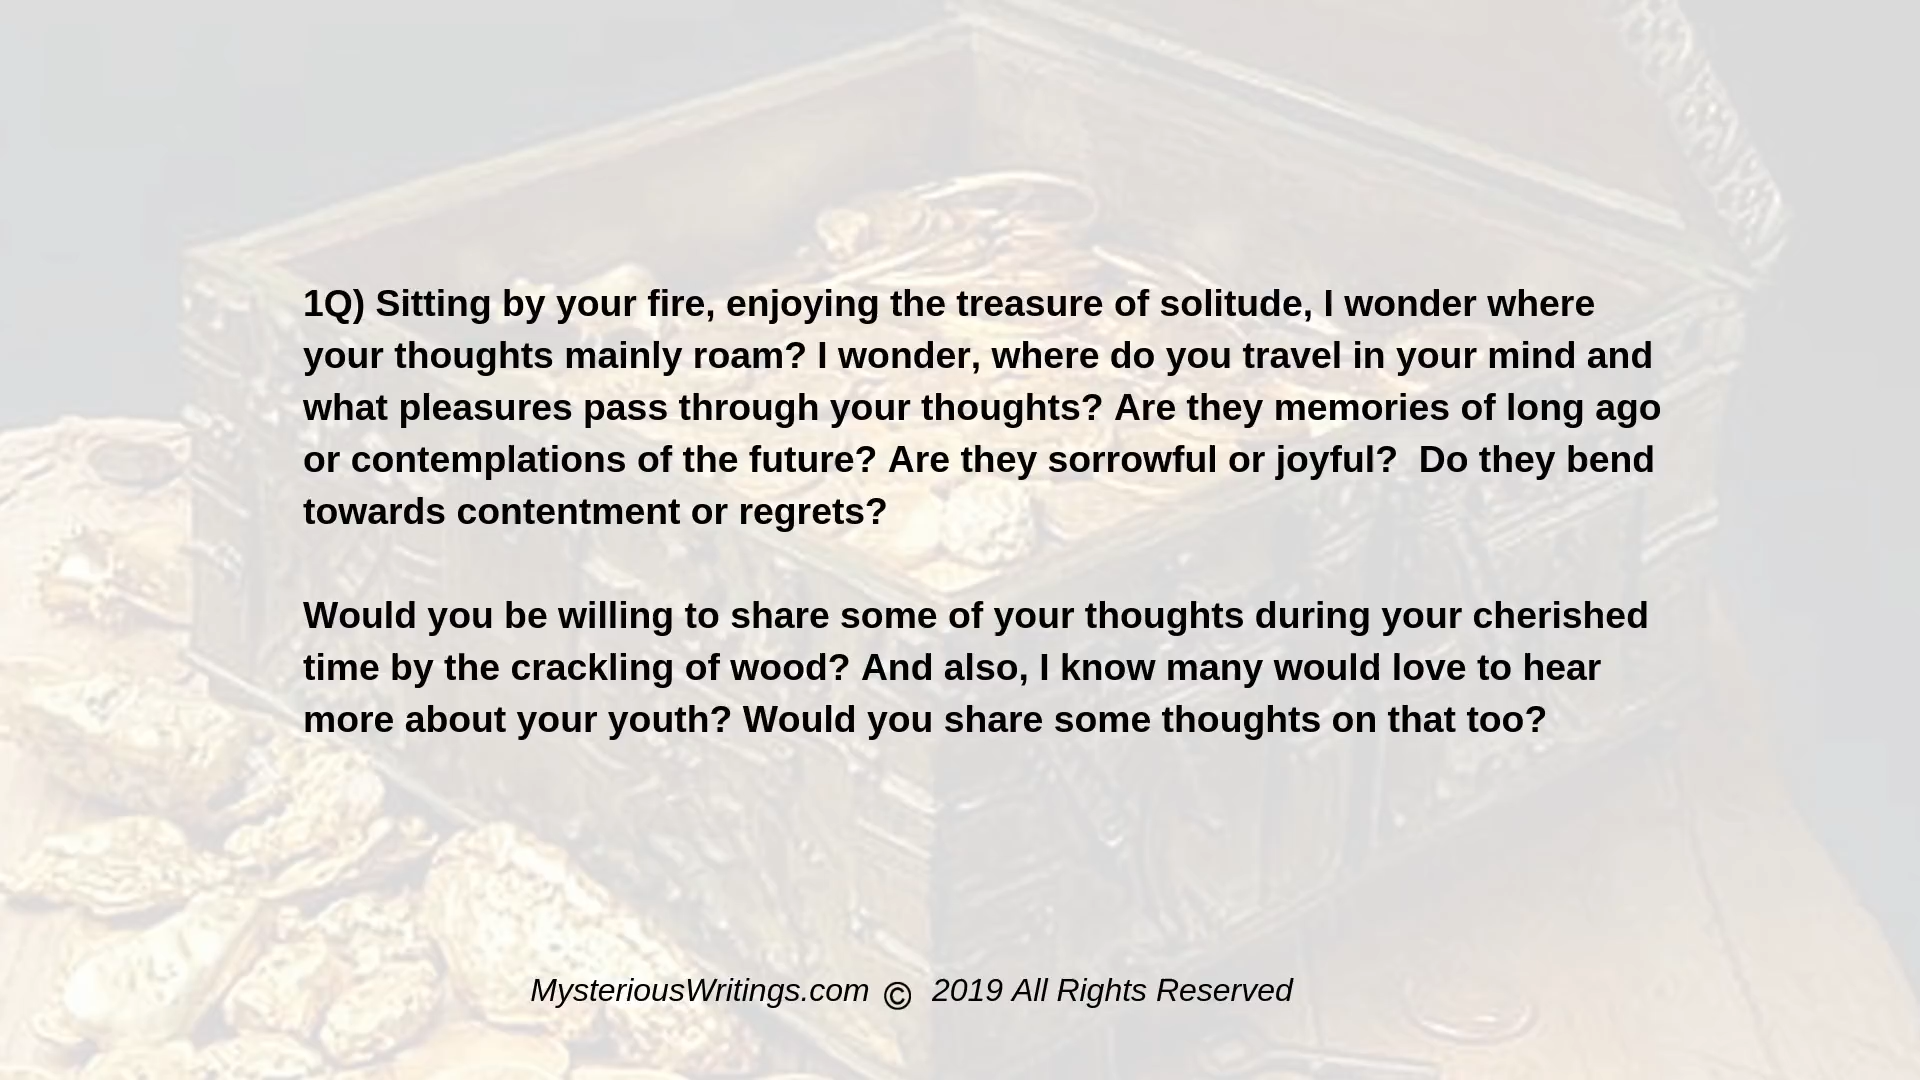 1Q) Sitting by your fire, enjoying the treasure of solitude, I wonder where
your thoughts mainly roam? I wonder, where do you travel in your mind and
what pleasures pass through your thoughts? Are they memories of long ago
or contemplations of the future? Are they sorrowful or joyful?  Do they bend
towards contentment or regrets?
Would you be willing to share some of your thoughts during your cherished
time by the crackling of wood? And also, I know many would love to hear
more about your youth? Would you share some thoughts on that too?
MysteriousWritings.com © 2019 All Rights Reserved